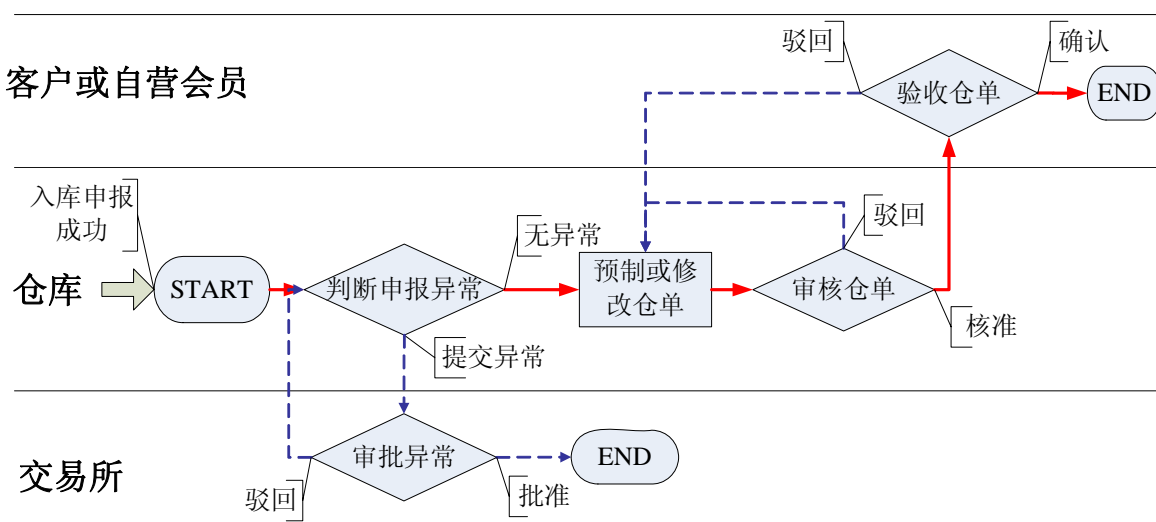 客户或自营会员
驳回
确认
验收仓单
END
入库申报
成功
仓库
START
判断申报异常
无异常
提交异常
预制或修
改仓单
驳回
审核仓单
核准
交易所
驳回
审批异常
批准
END